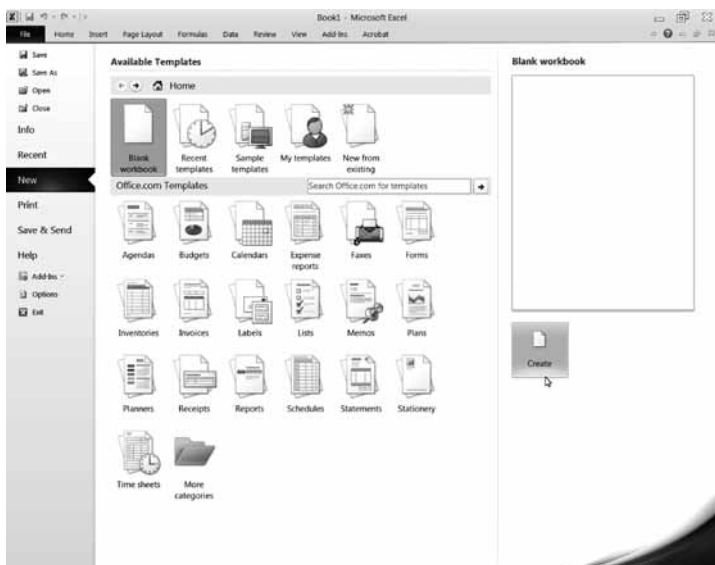 Book1 - Microsoft Excel
File Home Insert Page Layout Formulas Data Review View Add-Ins Acrobat
Save
Save As
Open
Close
Info
Recent
New
Print
Save & Send
Help
Add-Ins
Options
Exit
Available Templates
Home
Blank workbook
Recent templates
Sample templates
My templates
New from existing
Office.com Templates
Search Office.com for templates
Agendas
Budgets
Calendars
Expense reports
Faxes
Forms
Inventories
Invoices
Labels
Lists
Memos
Plans
Planners
Receipts
Reports
Schedules
Statements
Stationery
Time sheets
More categories
Blank workbook
Create